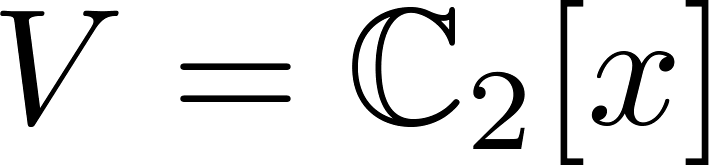 V = ℂ₂[x]